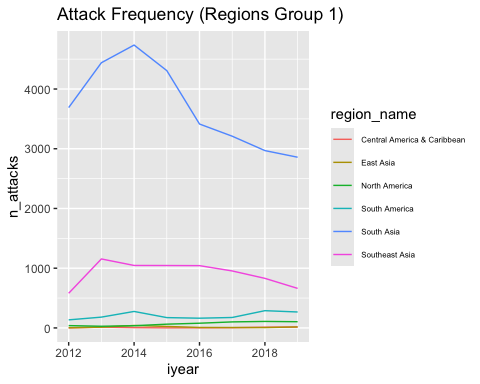 Attack Frequency (Regions Group 1)
n_attacks
4000
3000
2000
1000
0
2012
2014
2016
2018
iyear
region_name
Central America & Caribbean
East Asia
North America
South America
South Asia
Southeast Asia